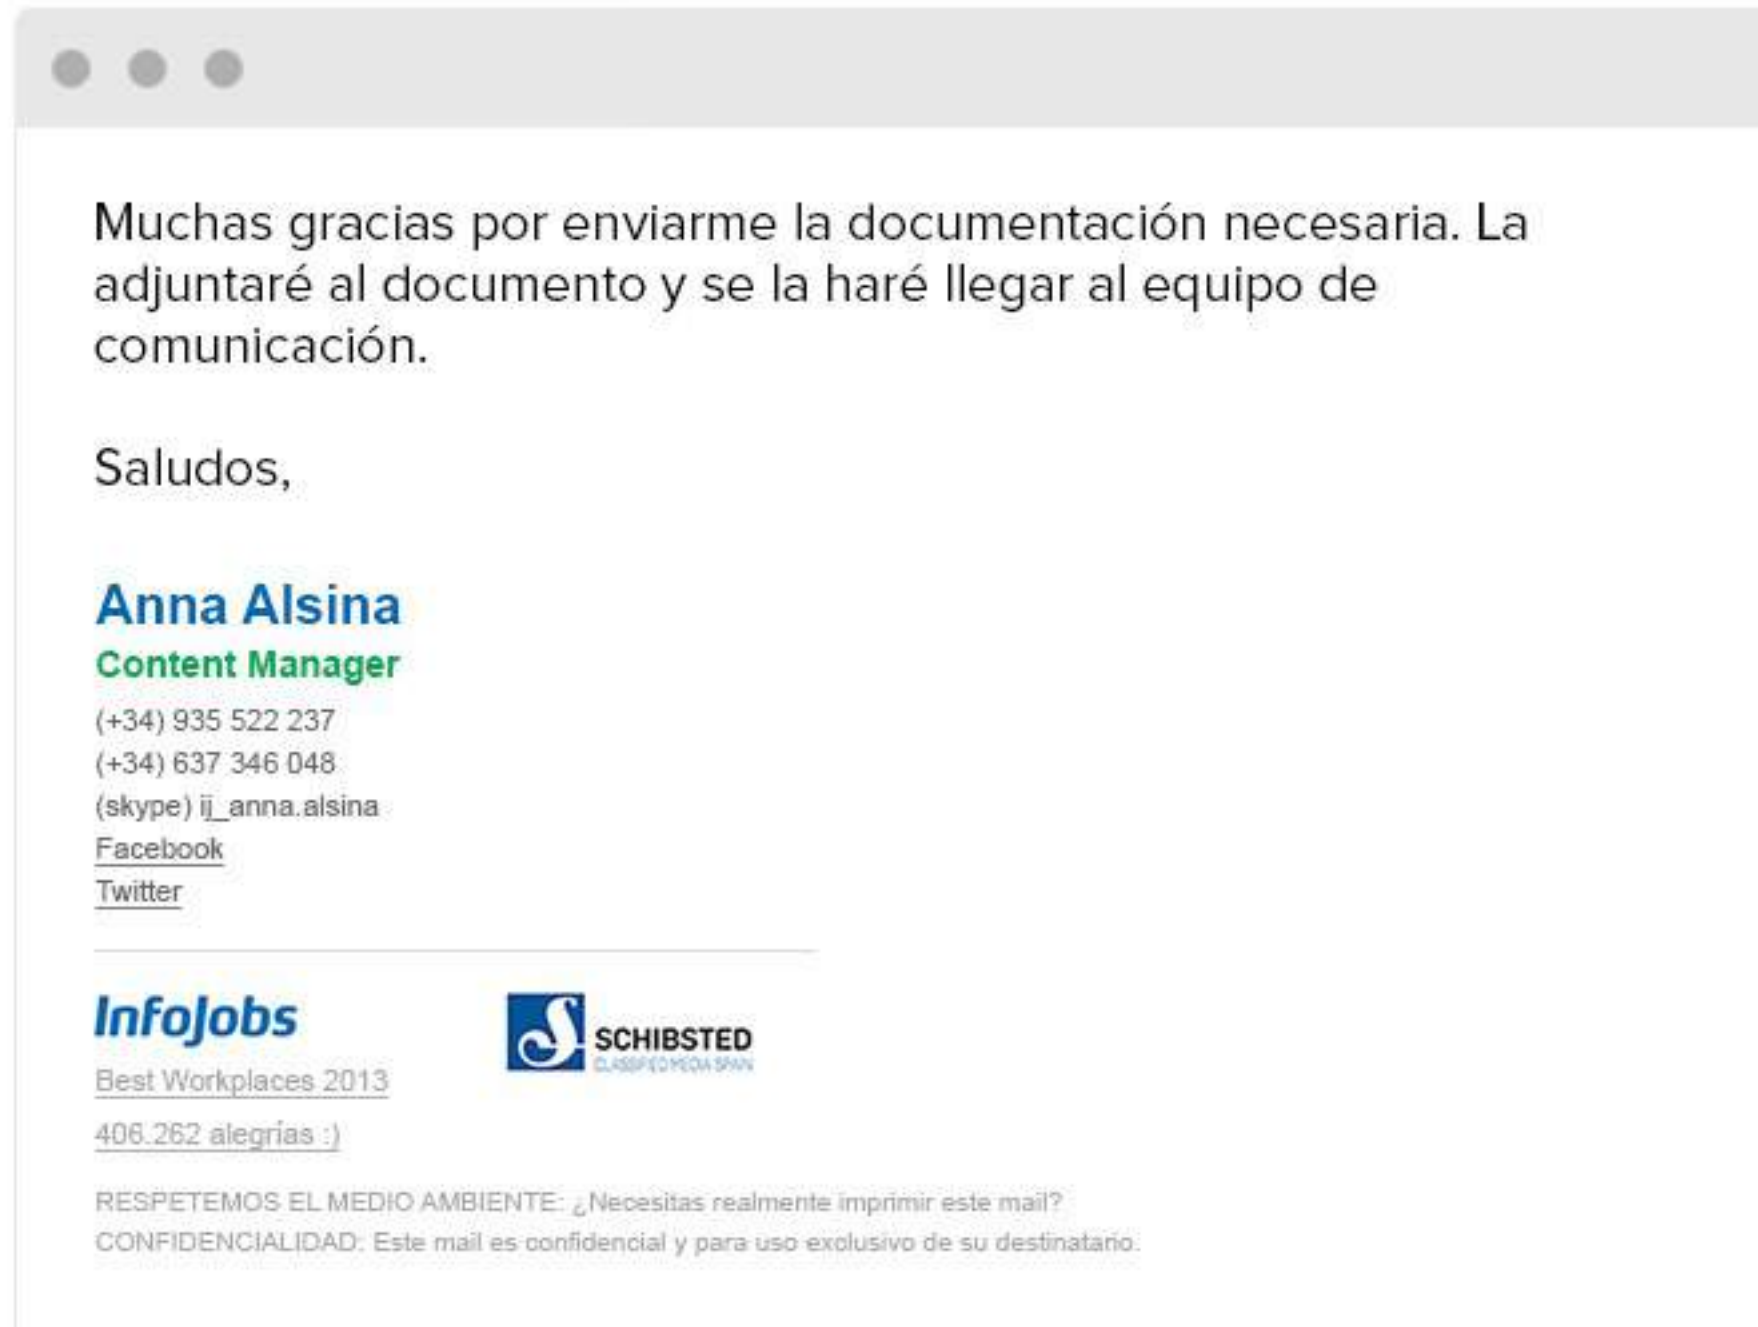 Muchas gracias por enviarme la documentación necesaria. La
adjuntaré al documento y se la haré llegar al equipo de
comunicación.
Saludos,
Anna Alsina
Content Manager
(+34) 935 522 237
(+34) 637 346 048
(skype) ij_anna.alsina
Facebook
Twitter
InfoJobs
SCHIBSTED
CLASSIFIED MEDIA SPAIN
Best Workplaces 2013
406.262 alegrías :)
RESPETEMOS EL MEDIO AMBIENTE: ¿Necesitas realmente imprimir este mail?
CONFIDENCIALIDAD: Este mail es confidencial y para uso exclusivo de su destinatario.